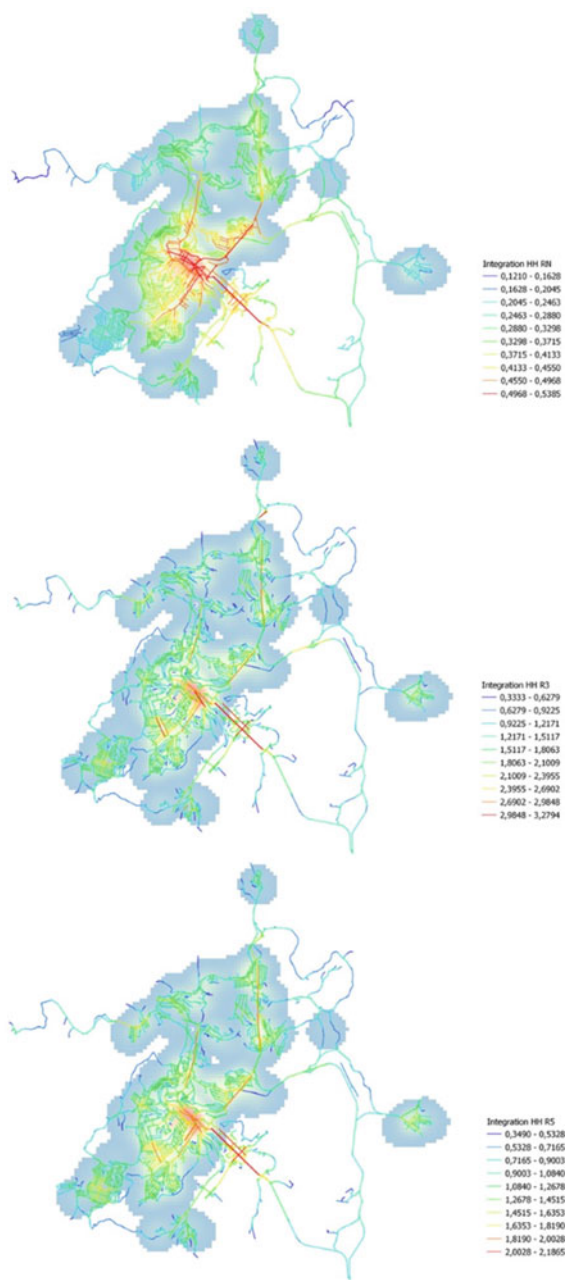 Integration HH RN
0,1210 - 0,1628
0,1628 - 0,2045
0,2045 - 0,2463
0,2463 - 0,2880
0,2880 - 0,3298
0,3298 - 0,3715
0,3715 - 0,4133
0,4133 - 0,4550
0,4550 - 0,4968
0,4968 - 0,5385
Integration HH R3
0,3333 - 0,6279
0,6279 - 0,9225
0,9225 - 1,2171
1,2171 - 1,5117
1,5117 - 1,8063
1,8063 - 2,1009
2,1009 - 2,3955
2,3955 - 2,6902
2,6902 - 2,9848
2,9848 - 3,2794
Integration HH R5
0,3490 - 0,5328
0,5328 - 0,7165
0,7165 - 0,9003
0,9003 - 1,0840
1,0840 - 1,2678
1,2678 - 1,4515
1,4515 - 1,6353
1,6353 - 1,8190
1,8190 - 2,0028
2,0028 - 2,1865